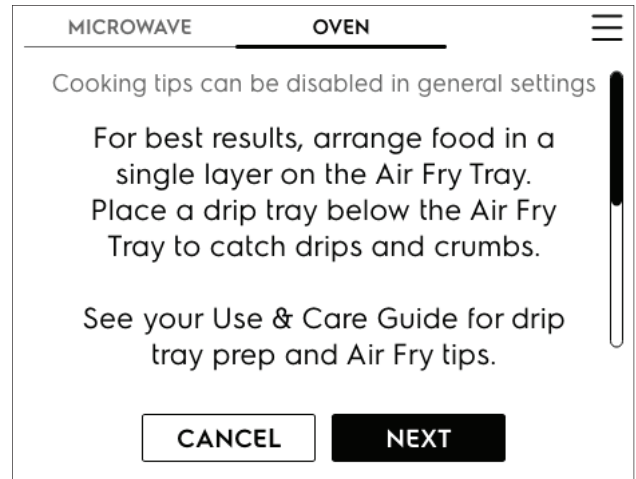 MICROWAVE OVEN
Cooking tips can be disabled in general settings
For best results, arrange food in a
single layer on the Air Fry Tray.
Place a drip tray below the Air Fry
Tray to catch drips and crumbs.
See your Use & Care Guide for drip
tray prep and Air Fry tips.
CANCEL NEXT